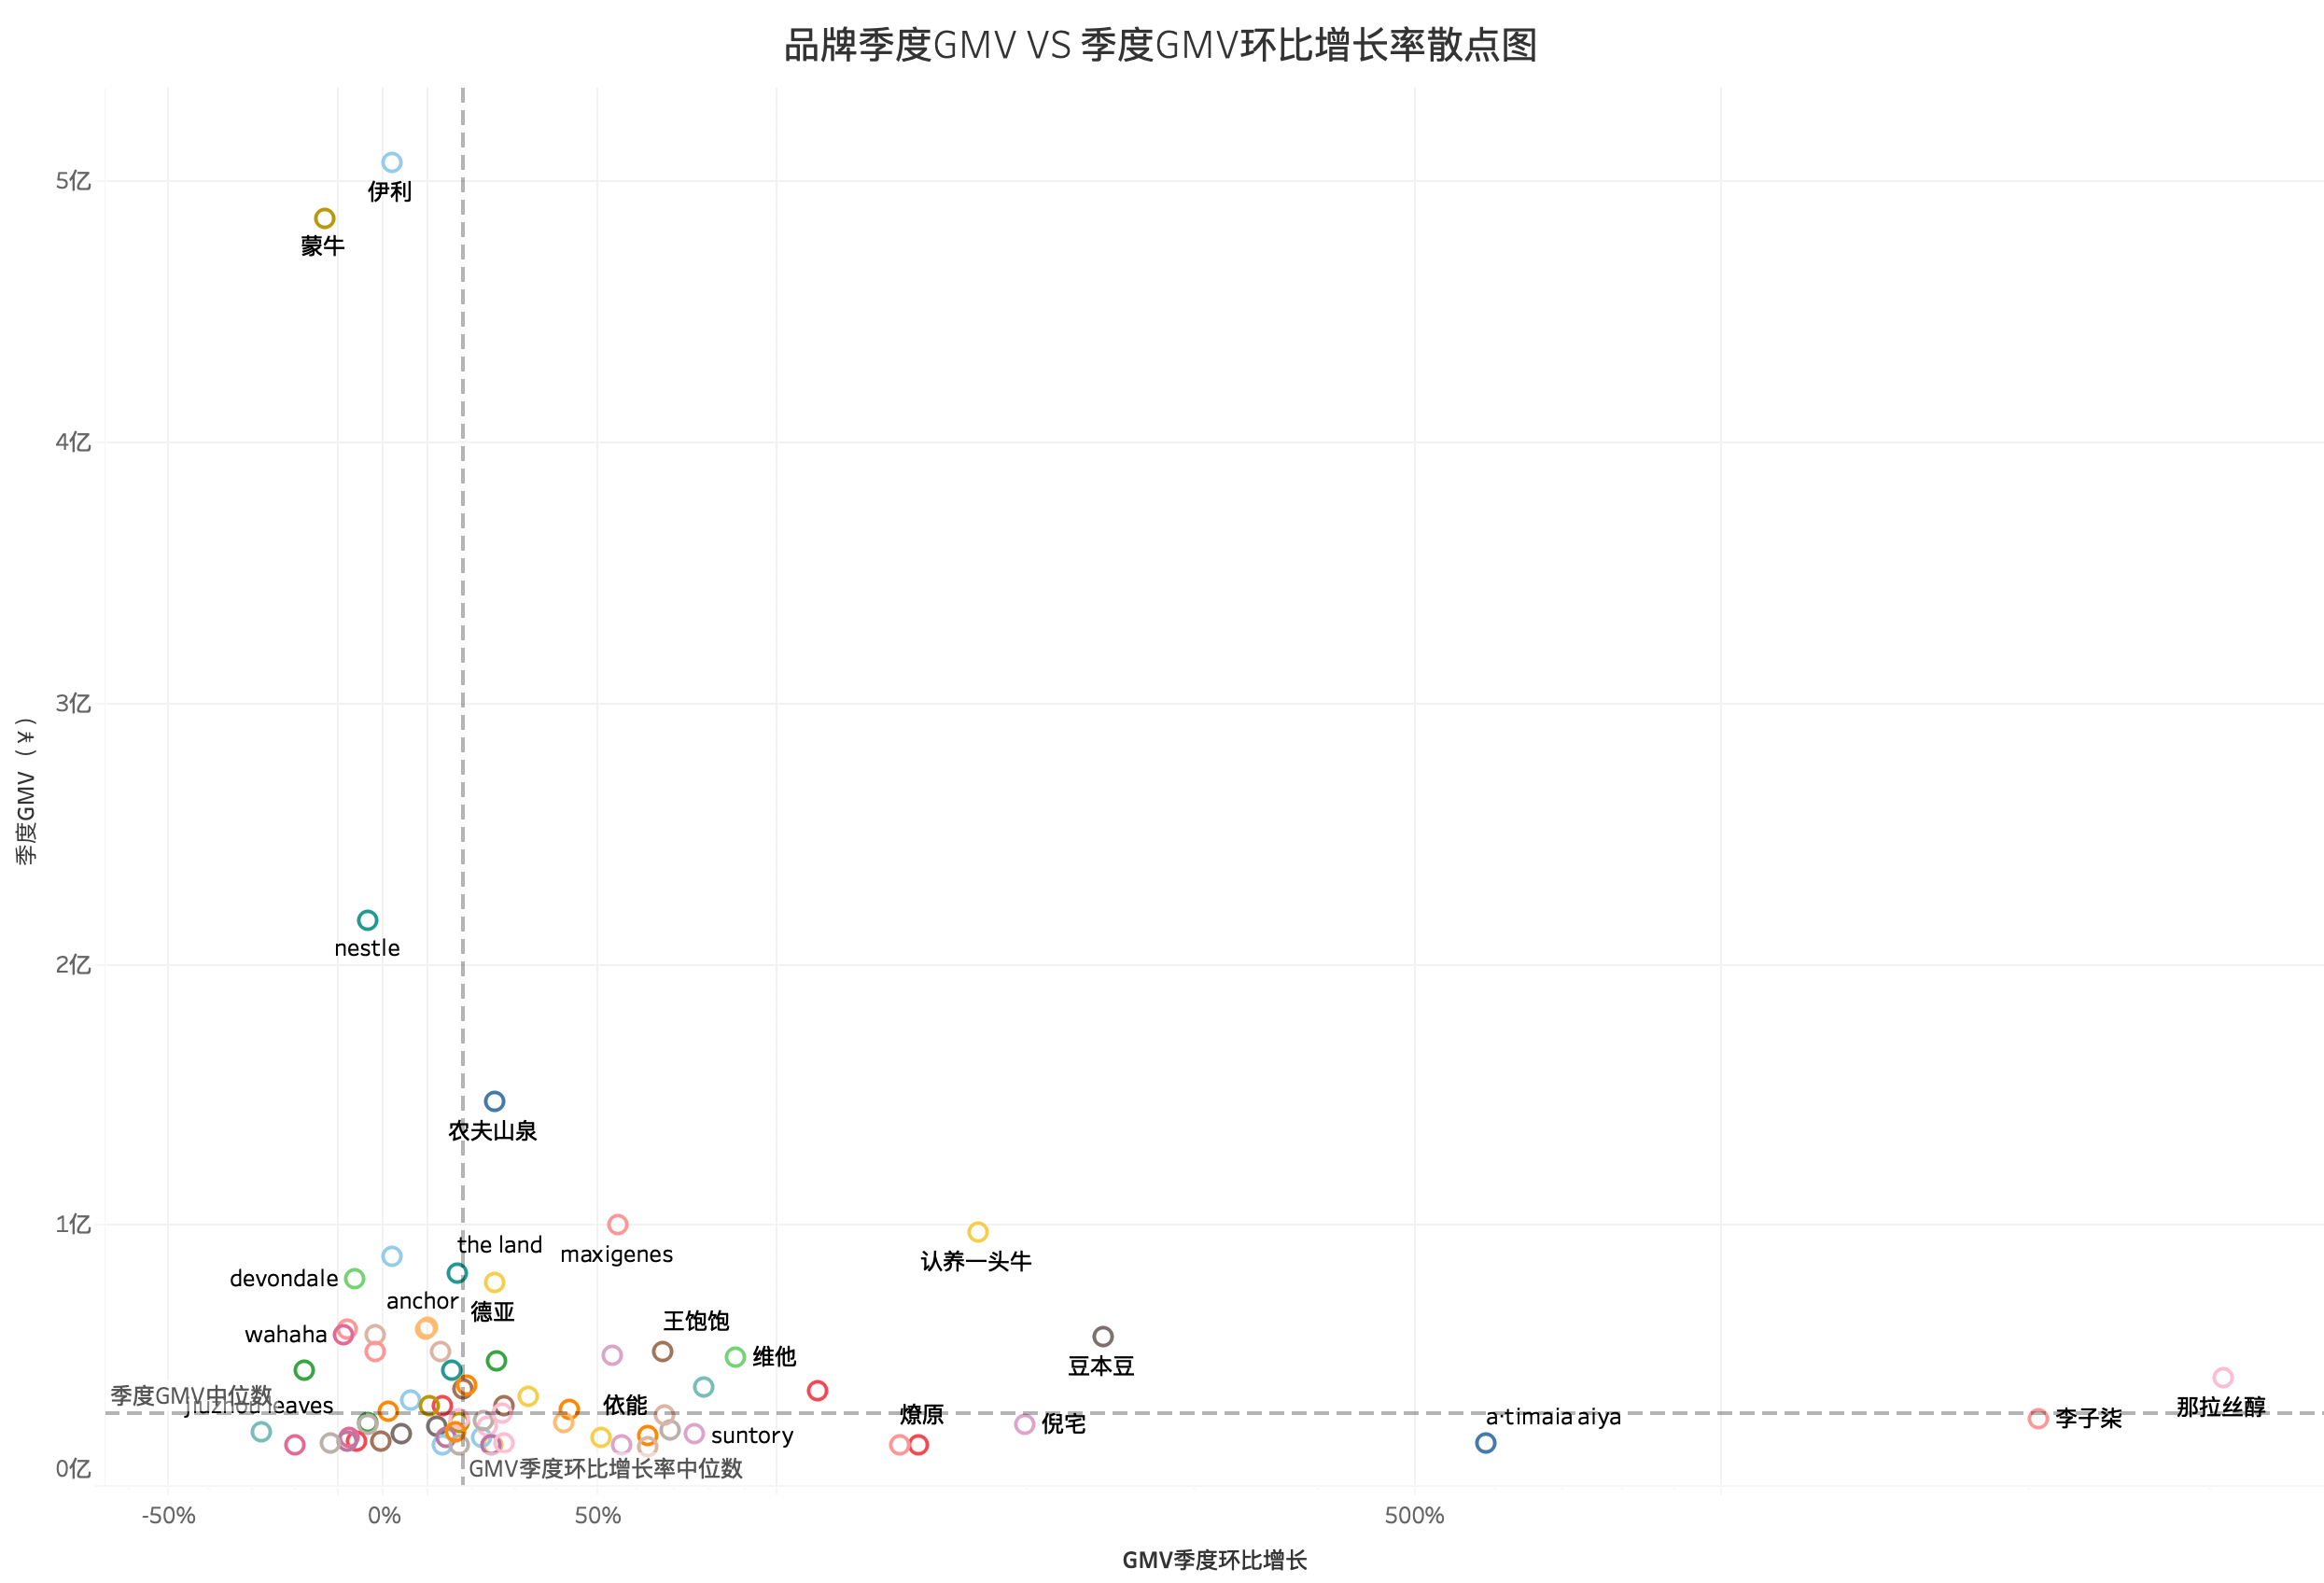 品牌季度GMV VS 季度GMV环比增长率散点图
5亿
伊利
蒙牛
4亿
3亿
季度GMV（¥）
nestle
2亿
农夫山泉
1亿
the land
maxigenes
认养一头牛
devondale
anchor
德亚
wahaha
王饱饱
维他
豆本豆
季度GMV中位数
jiuzhou leaves
依能
燎原
倪宅
a·timaia aiya
李子柒
那拉丝醇
suntory
0亿
GMV季度环比增长率中位数
-50%
0%
50%
500%
GMV季度环比增长